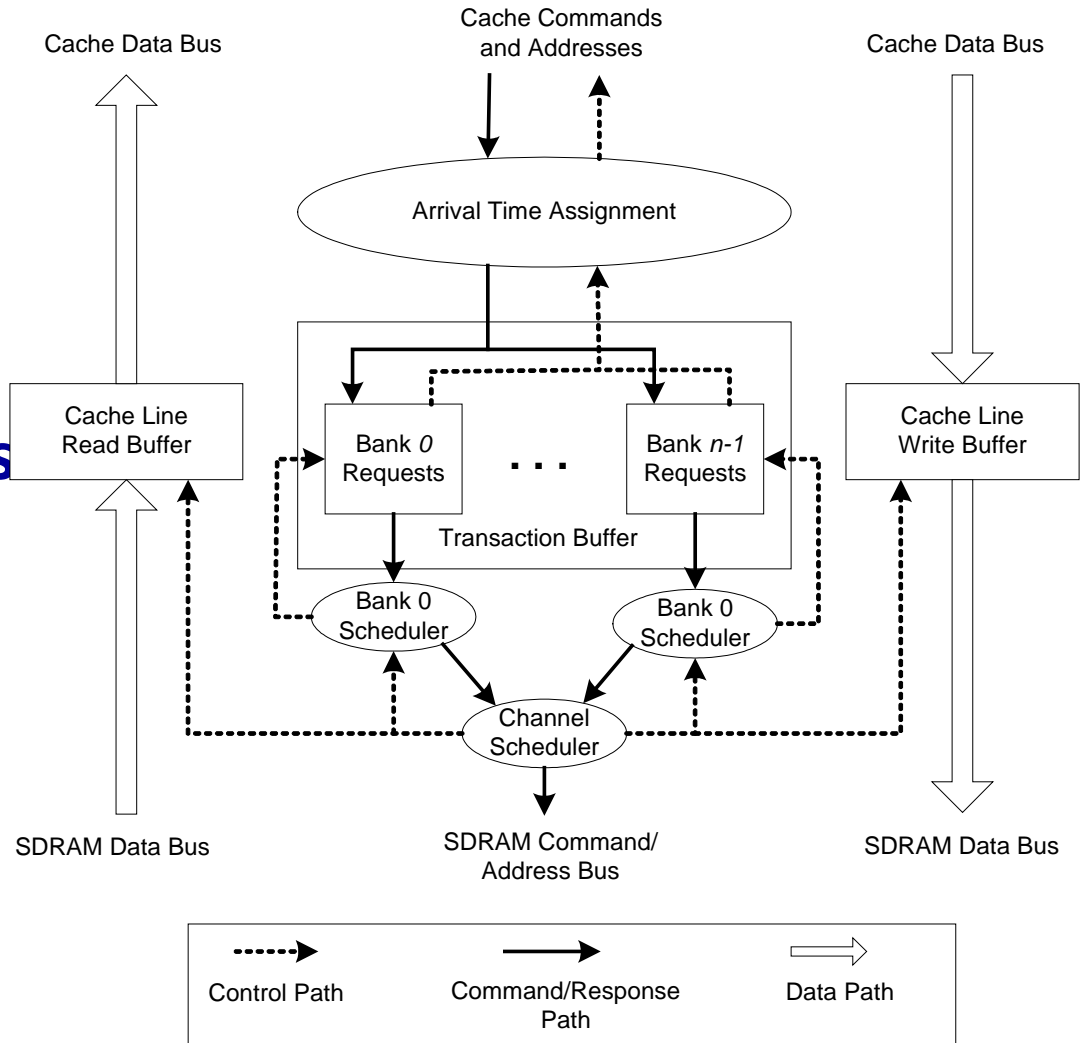 Cache Data Bus
Cache Commands
and Addresses
Cache Data Bus
Arrival Time Assignment
Cache Line
Read Buffer
s
Bank 0
Requests
. . .
Bank n-1
Requests
Cache Line
Write Buffer
Transaction Buffer
Bank 0
Scheduler
Bank 0
Scheduler
Channel
Scheduler
SDRAM Data Bus
SDRAM Command/
Address Bus
SDRAM Data Bus
Control Path
Command/Response
Path
Data Path